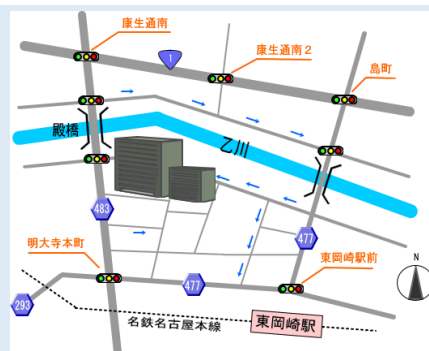 康生通南
1
康生通南２
島町
殿橋
乙川
483
明大寺本町
477
477
東岡崎駅前
N
293
名鉄名古屋本線
東岡崎駅